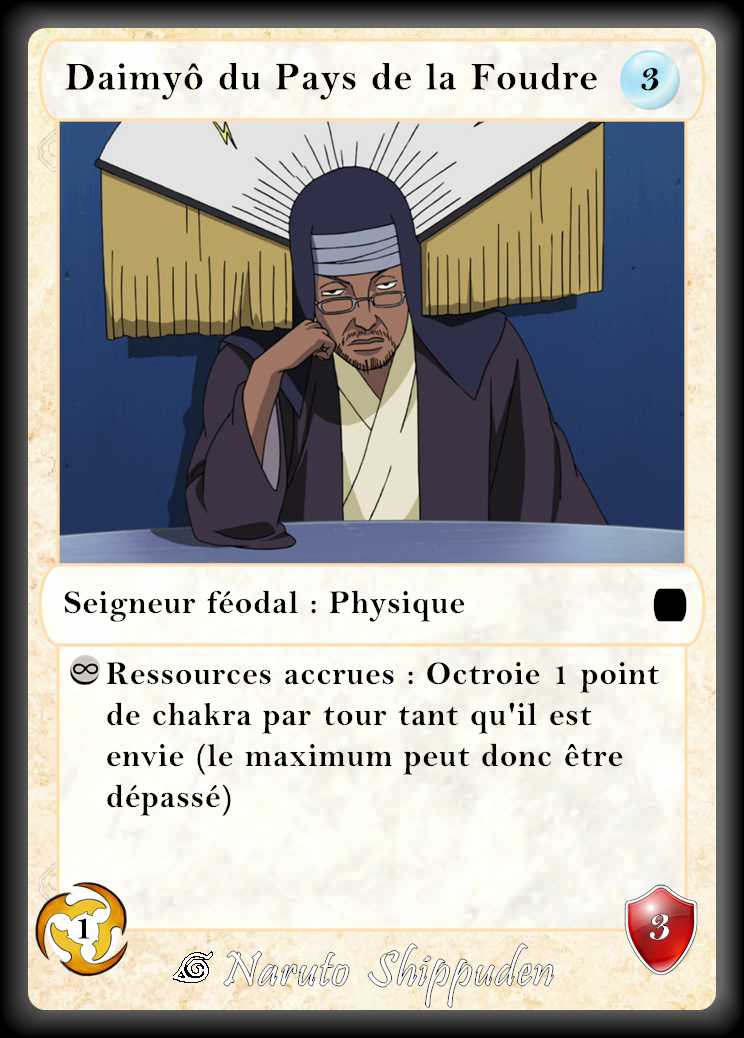 Daimyô du Pays de la Foudre 3
Seigneur féodal : Physique
Ressources accrues : Octroie 1 point
de chakra par tour tant qu'il est
envie (le maximum peut donc être
dépassé)
1
3
Naruto Shippuden